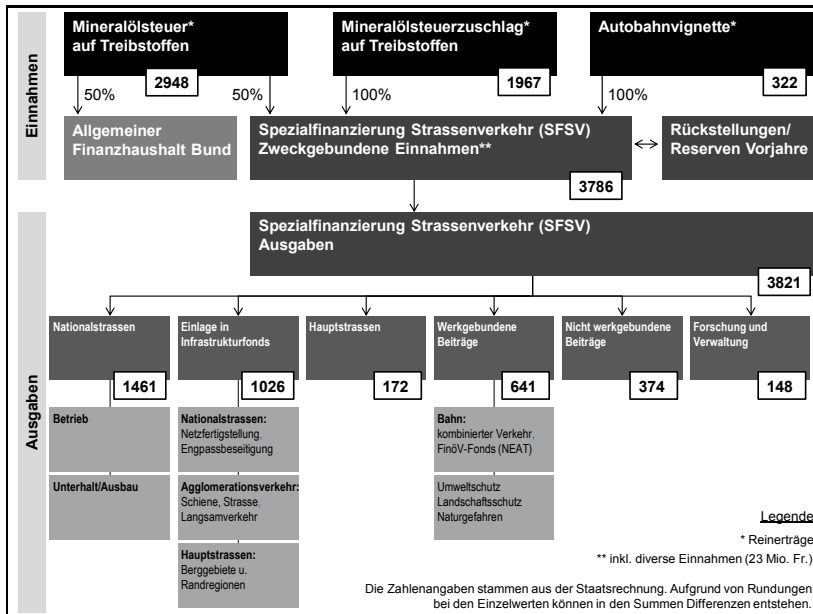 Einnahmen
Mineralölsteuer*
auf Treibstoffen
2948
Mineralölsteuerzuschlag*
auf Treibstoffen
1967
Autobahnvignette*
322
50%
50%
100%
100%
Allgemeiner
Finanzhaushalt Bund
Spezialfinanzierung Strassenverkehr (SFSV)
Zweckgebundene Einnahmen**
3786
Rückstellungen/
Reserven Vorjahre
Ausgaben
Spezialfinanzierung Strassenverkehr (SFSV)
Ausgaben
3821
Nationalstrassen
1461
Einlage in
Infrastrukturfonds
1026
Hauptstrassen
172
Werkgebundene
Beiträge
641
Nicht werkgebundene
Beiträge
374
Forschung und
Verwaltung
148
Betrieb
Unterhalt/Ausbau
Nationalstrassen:
Netzfertigstellung,
Engpassbeseitigung
Agglomerationsverkehr:
Schiene, Strasse,
Langsamverkehr
Hauptstrassen:
Berggebiete u.
Randregionen
Bahn:
kombinierter Verkehr,
FinöV-Fonds (NEAT)
Umweltschutz
Landschaftsschutz
Naturgefahren
Legende
* Reinerträge
** inkl. diverse Einnahmen (23 Mio. Fr.)
Die Zahlenangaben stammen aus der Staatsrechnung. Aufgrund von Rundungen
bei den Einzelwerten können in den Summen Differenzen entstehen.